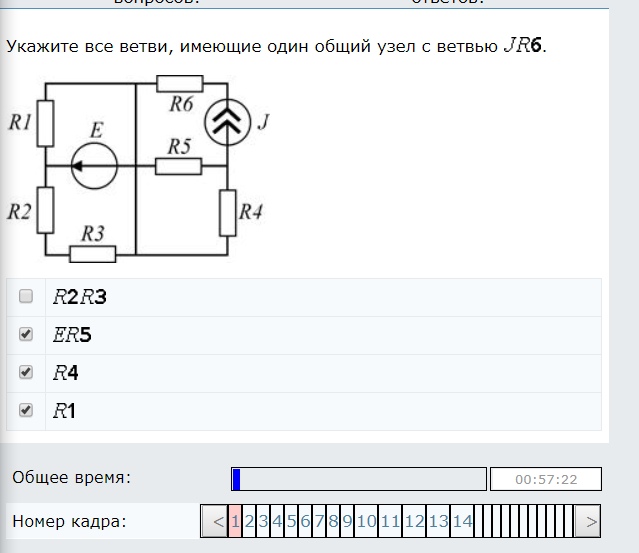 вопросов: ответов:
Укажите все ветви, имеющие один общий узел с ветвью JR6.
R6
R1 E J
R5
R2 R4
R3
R2R3
ER5
R4
R1
Общее время: 00:57:22
Номер кадра: < 1 2 3 4 5 6 7 8 9 10 11 12 13 14 >